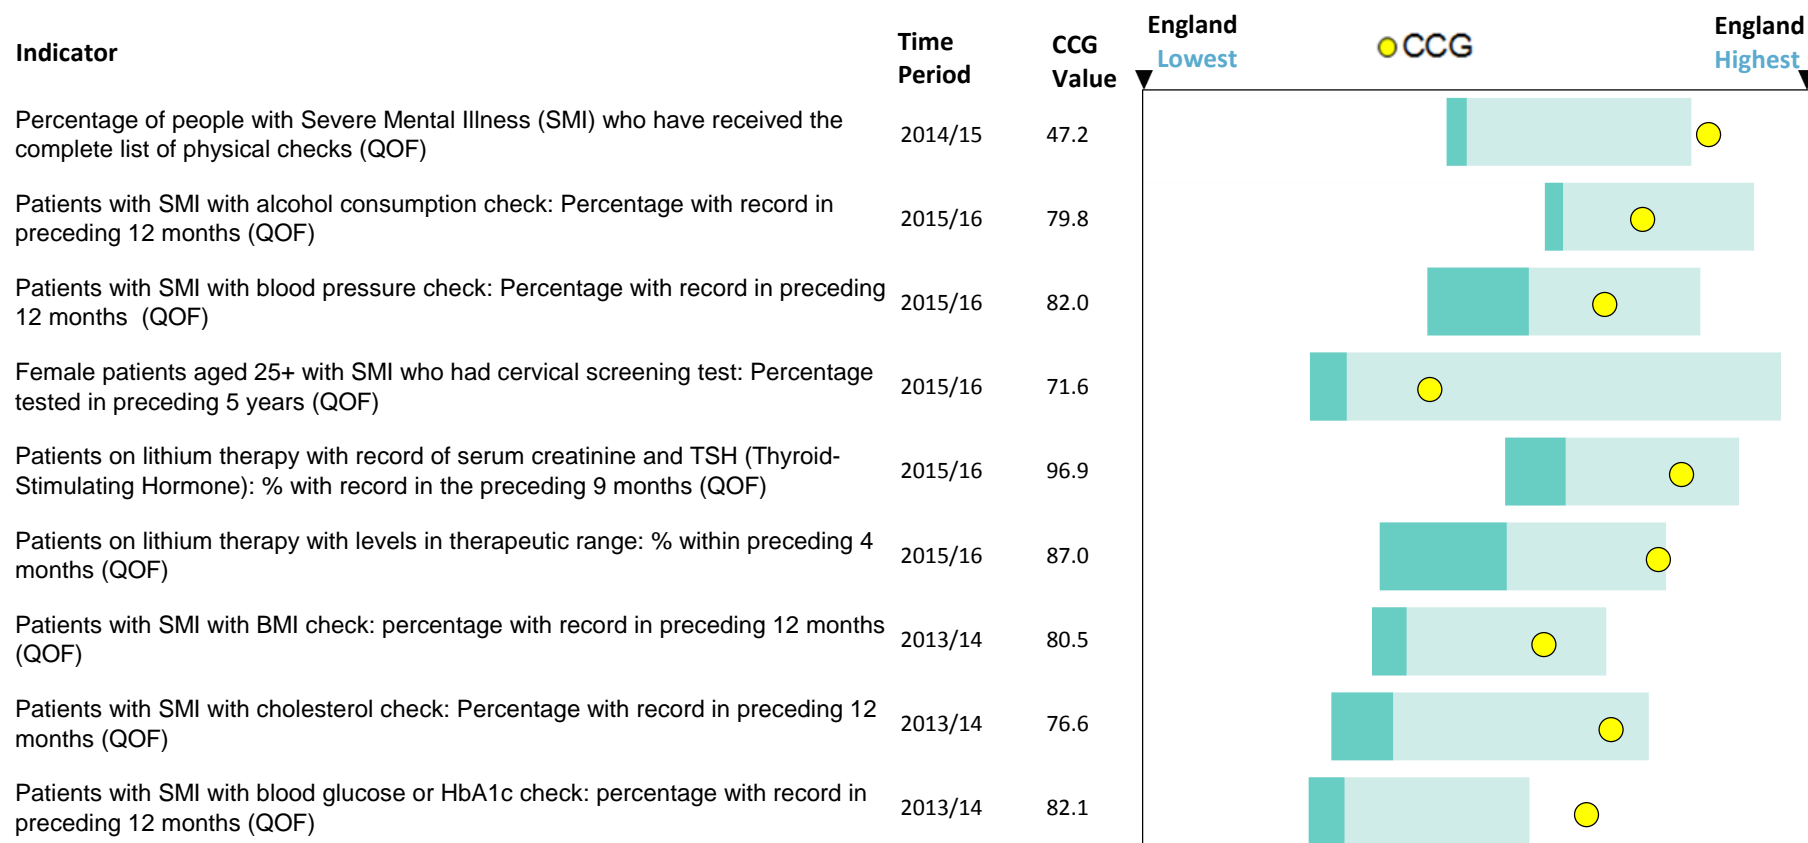 Indicator
Time
Period
CCG
Value
England
Lowest
CCG
England
Highest
Percentage of people with Severe Mental Illness (SMI) who have received the
complete list of physical checks (QOF)
2014/15
47.2
Patients with SMI with alcohol consumption check: Percentage with record in
preceding 12 months (QOF)
2015/16
79.8
Patients with SMI with blood pressure check: Percentage with record in preceding
12 months  (QOF)
2015/16
82.0
Female patients aged 25+ with SMI who had cervical screening test: Percentage
tested in preceding 5 years (QOF)
2015/16
71.6
Patients on lithium therapy with record of serum creatinine and TSH (Thyroid-
Stimulating Hormone): % with record in the preceding 9 months (QOF)
2015/16
96.9
Patients on lithium therapy with levels in therapeutic range: % within preceding 4
months (QOF)
2015/16
87.0
Patients with SMI with BMI check: percentage with record in preceding 12 months
(QOF)
2013/14
80.5
Patients with SMI with cholesterol check: Percentage with record in preceding 12
months (QOF)
2013/14
76.6
Patients with SMI with blood glucose or HbA1c check: percentage with record in
preceding 12 months (QOF)
2013/14
82.1